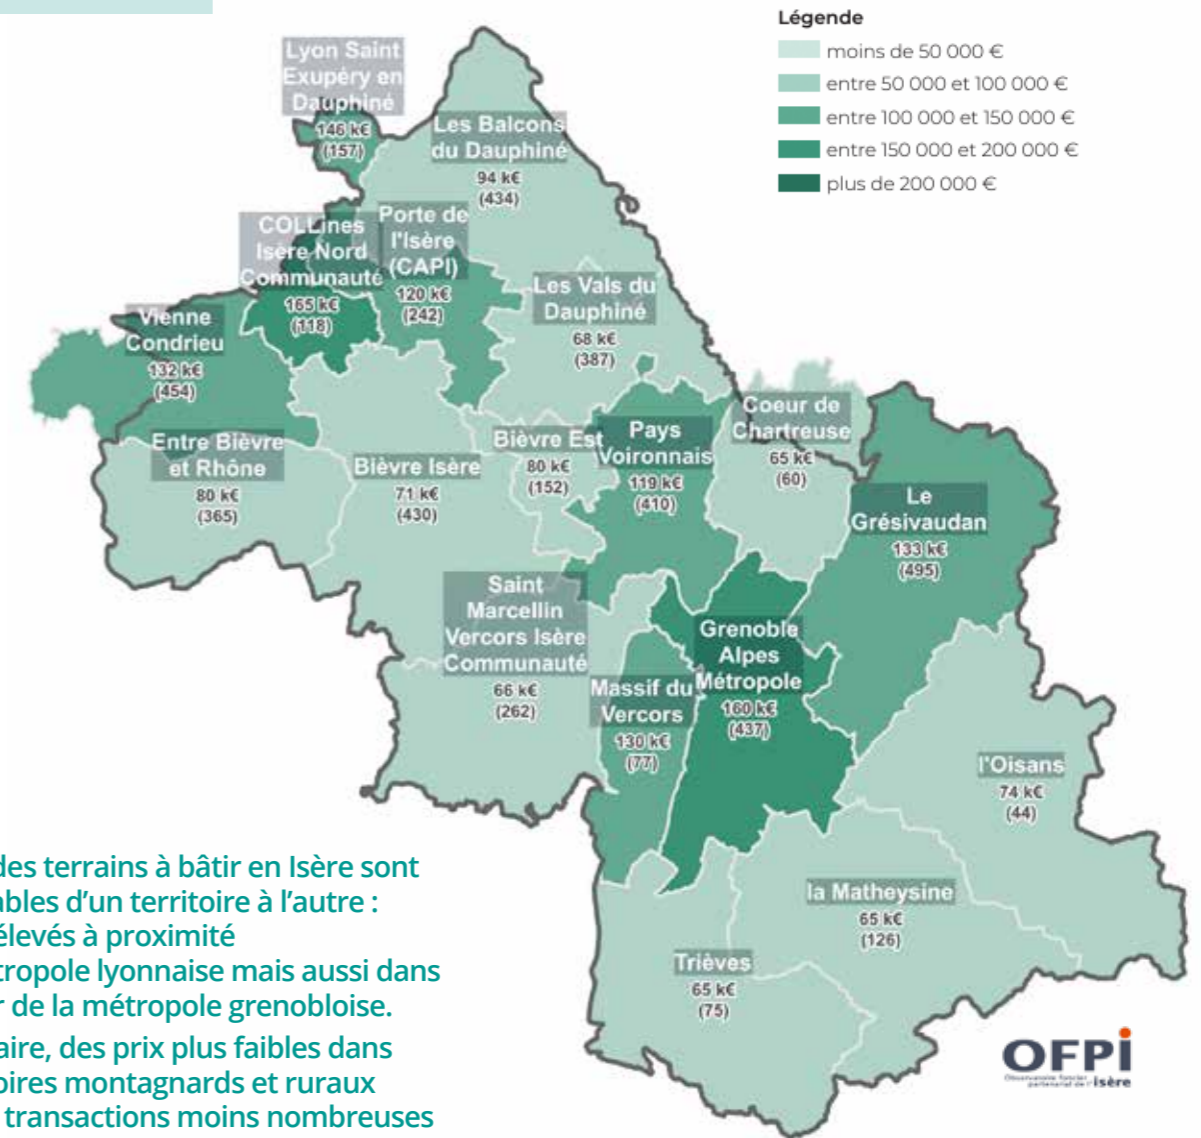 Légende
moins de 50 000 €
entre 50 000 et 100 000 €
entre 100 000 et 150 000 €
entre 150 000 et 200 000 €
plus de 200 000 €
Lyon Saint
Exupéry en
Dauphiné
146 k€
(157)
Les Balcons
du Dauphiné
94 k€
(434)
COLLines
Isère Nord
Communauté
165 k€
(118)
Porte de
l'Isère
(CAPI)
120 k€
(242)
Les Vals du
Dauphiné
68 k€
(387)
Vienne
Condrieu
132 k€
(454)
Entre Bièvre
et Rhône
80 k€
(365)
Bièvre Isère
71 k€
(430)
Bièvre Est
80 k€
(152)
Pays
Voironnais
119 k€
(410)
Coeur de
Chartreuse
65 k€
(60)
Le
Grésivaudan
133 k€
(495)
Saint
Marcellin
Vercors Isère
Communauté
66 k€
(262)
Massif du
Vercors
130 k€
(77)
Grenoble
Alpes
Métropole
160 k€
(437)
l'Oisans
74 k€
(44)
la Matheysine
65 k€
(126)
Trièves
65 k€
(75)
des terrains à bâtir en Isère sont
ables d'un territoire à l'autre :
élevés à proximité
tropole lyonnaise mais aussi dans
r de la métropole grenobloise.
aire, des prix plus faibles dans
oires montagnards et ruraux
transactions moins nombreuses
OFPi
Observatoire foncier
partenarial de l'isère